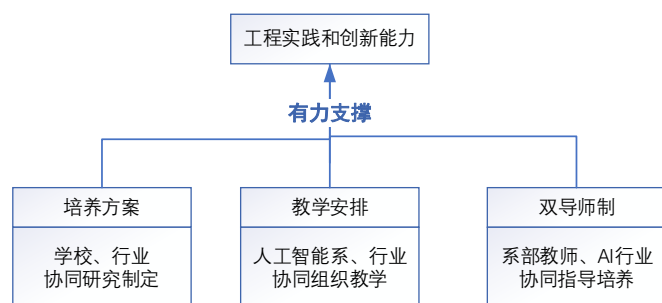 工程实践和创新能力
有力支撑
培养方案
学校、行业
协同研究制定
教学安排
人工智能系、行业
协同组织教学
双导师制
系部教师、AI行业
协同指导培养